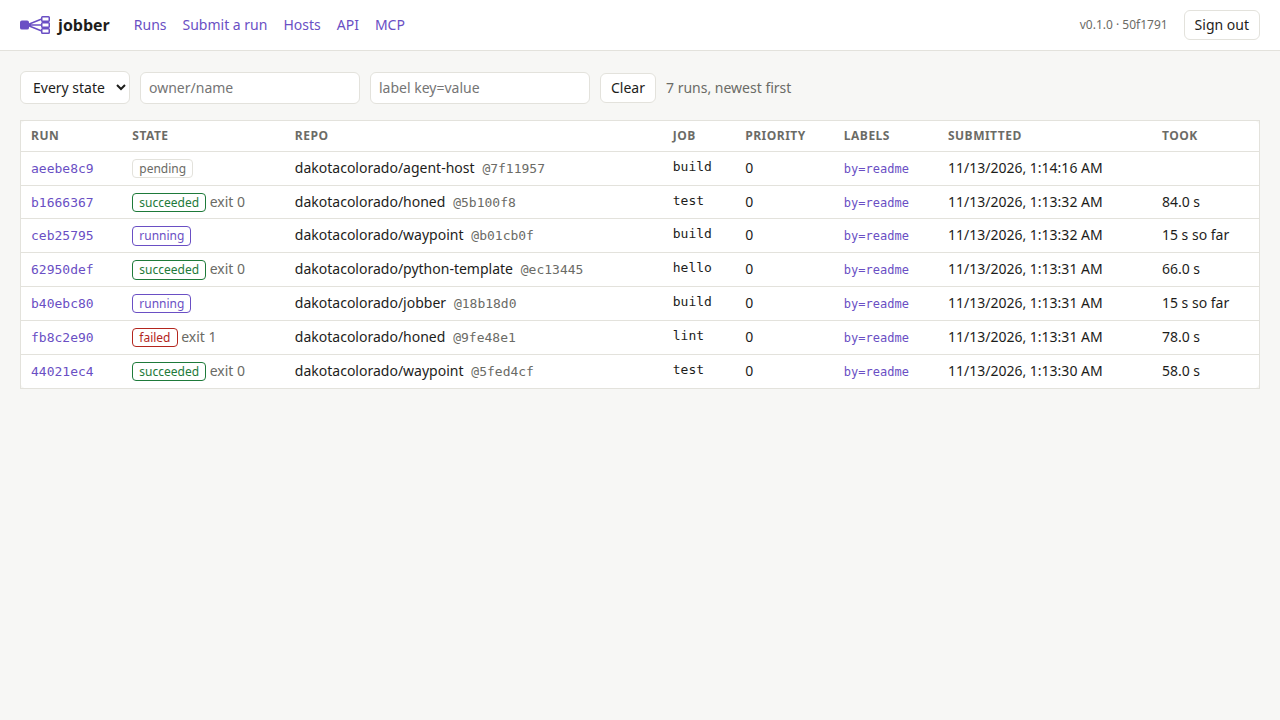 jobber Runs Submit a run Hosts API MCP v0.1.0 · 50f1791 Sign out
Every state owner/name label key=value Clear 7 runs, newest first
RUN STATE REPO JOB PRIORITY LABELS SUBMITTED TOOK
aeebe8c9 pending dakotacolorado/agent-host @7f11957 build 0 by=readme 11/13/2026, 1:14:16 AM
b1666367 succeeded exit 0 dakotacolorado/honed @5b100f8 test 0 by=readme 11/13/2026, 1:13:32 AM 84.0 s
ceb25795 running dakotacolorado/waypoint @b01cb0f build 0 by=readme 11/13/2026, 1:13:32 AM 15 s so far
62950def succeeded exit 0 dakotacolorado/python-template @ec13445 hello 0 by=readme 11/13/2026, 1:13:31 AM 66.0 s
b40ebc80 running dakotacolorado/jobber @18b18d0 build 0 by=readme 11/13/2026, 1:13:31 AM 15 s so far
fb8c2e90 failed exit 1 dakotacolorado/honed @9fe48e1 lint 0 by=readme 11/13/2026, 1:13:31 AM 78.0 s
44021ec4 succeeded exit 0 dakotacolorado/waypoint @5fed4cf test 0 by=readme 11/13/2026, 1:13:30 AM 58.0 s